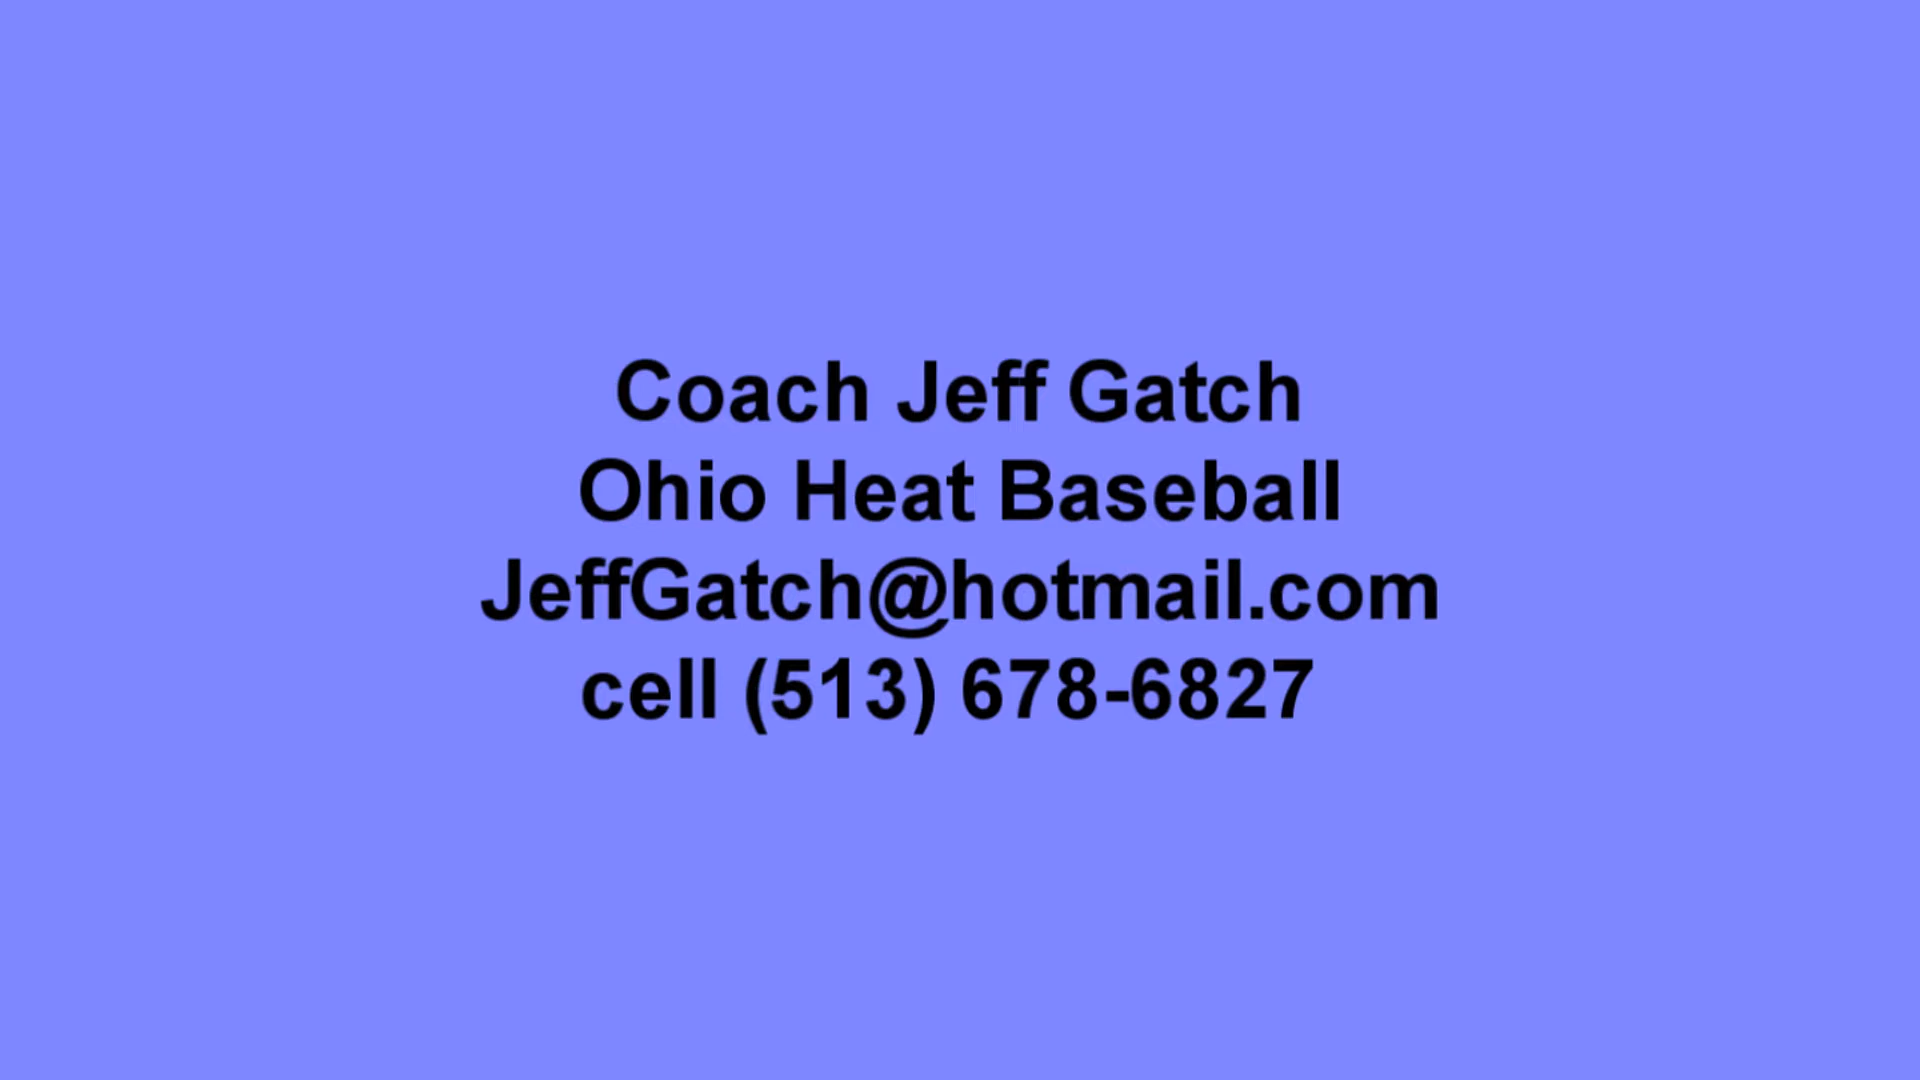 Coach Jeff Gatch
Ohio Heat Baseball
JeffGatch@hotmail.com
cell (513) 678-6827